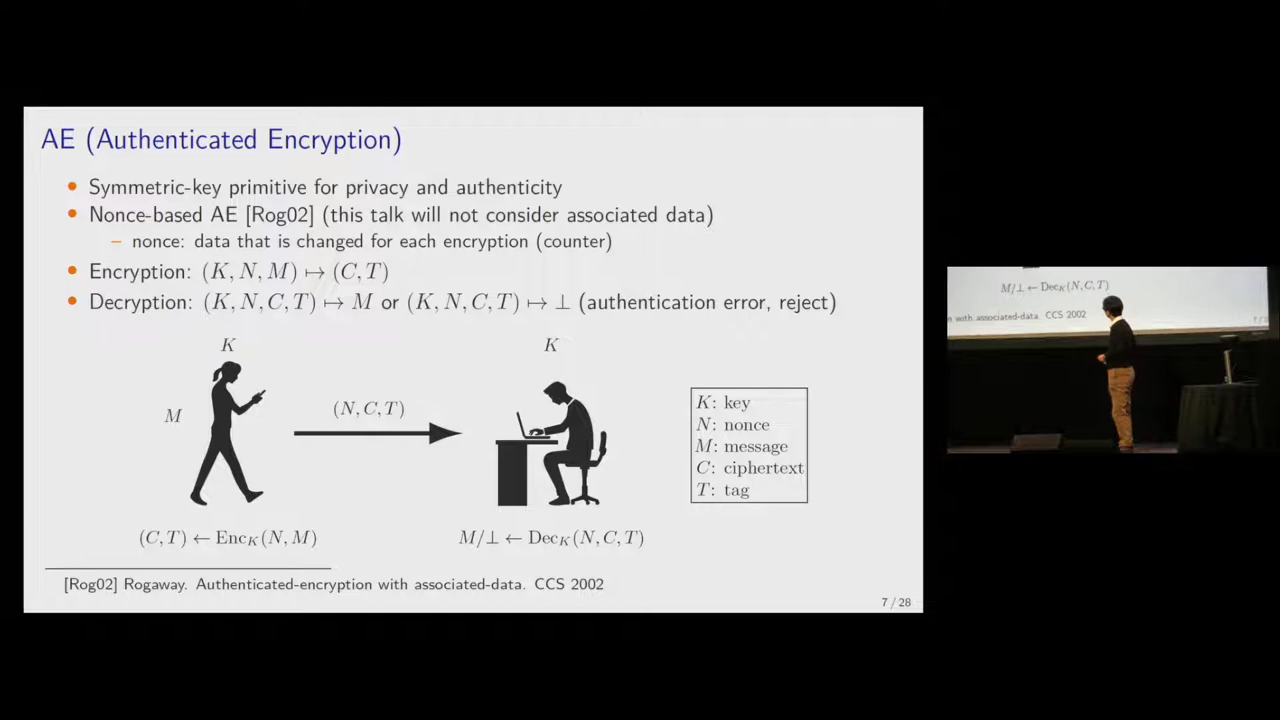 AE (Authenticated Encryption)
• Symmetric-key primitive for privacy and authenticity
• Nonce-based AE [Rog02] (this talk will not consider associated data)
– nonce: data that is changed for each encryption (counter)
• Encryption: (K, N, M) ↦ (C, T)
• Decryption: (K, N, C, T) ↦ M or (K, N, C, T) ↦ ⊥ (authentication error, reject)
K
K
M
(N, C, T)
K: key
N: nonce
M: message
C: ciphertext
T: tag
(C, T) ← Enc_K(N, M)
M/⊥ ← Dec_K(N, C, T)
[Rog02] Rogaway. Authenticated-encryption with associated-data. CCS 2002
7 / 28
M/⊥ ← Dec_K(N, C, T)
with associated-data. CCS 2002